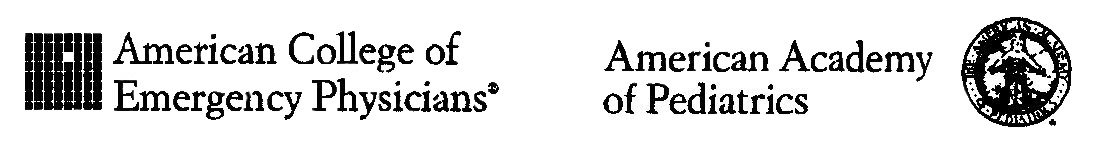 American College of
Emergency Physicians®
American Academy
of Pediatrics